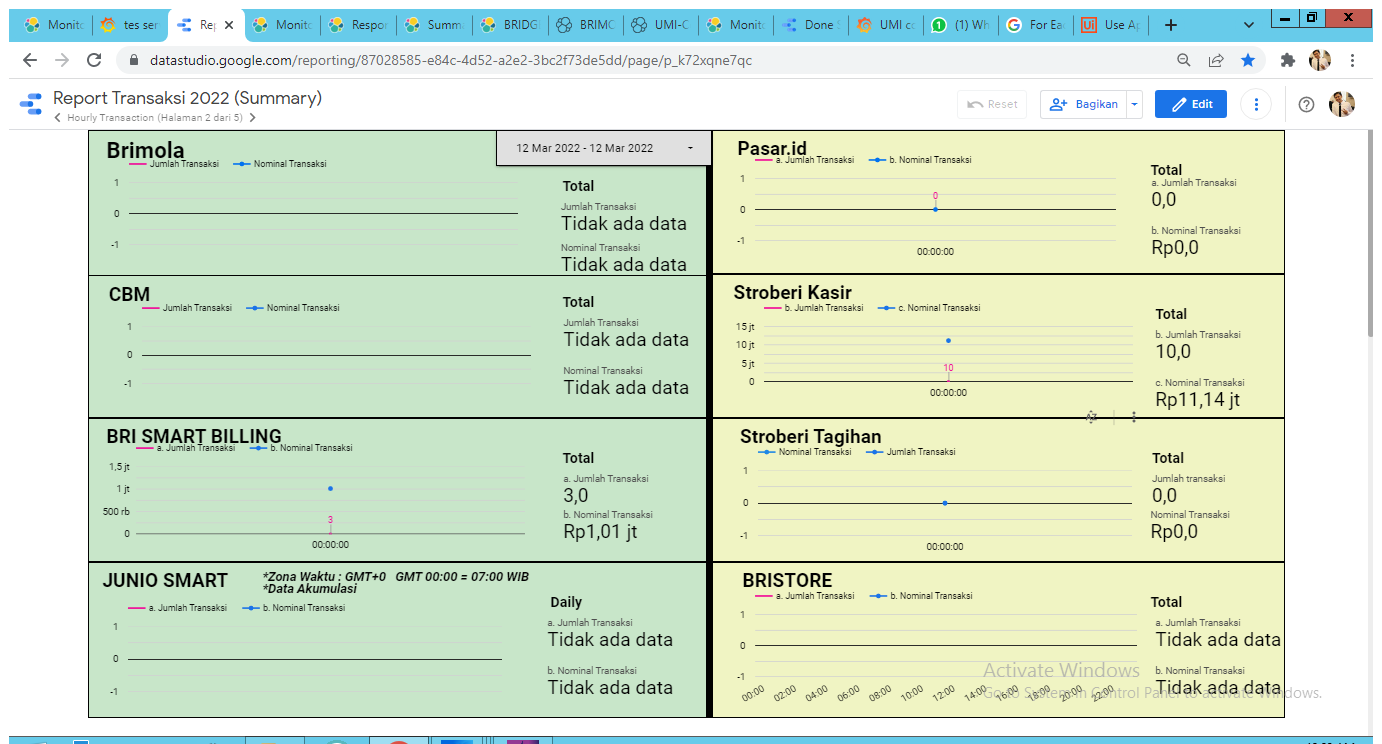 Monito
tes ser
Rep
Monito
Respor
Summa
BRIDG
BRIMC
UMI-C
Monito
Done S
UMI co
(1) Wh
For Ea
Use Ap
datastudio.google.com/reporting/87028585-e84c-4d52-a2e2-3bc2f73de5dd/page/p_k72xqne7qc
Report Transaksi 2022 (Summary)
Hourly Transaction (Halaman 2 dari 5)
Reset
Bagikan
Edit
12 Mar 2022 - 12 Mar 2022
Brimola
Jumlah Transaksi Nominal Transaksi
1
0
-1
Total
Jumlah Transaksi
Tidak ada data
Nominal Transaksi
Tidak ada data
Pasar.id
a. Jumlah Transaksi b. Nominal Transaksi
1
0
0
-1
00:00:00
Total
a. Jumlah Transaksi
0,0
b. Nominal Transaksi
Rp0,0
CBM
Jumlah Transaksi Nominal Transaksi
1
0
-1
Total
Jumlah Transaksi
Tidak ada data
Nominal Transaksi
Tidak ada data
Stroberi Kasir
b. Jumlah Transaksi c. Nominal Transaksi
15 jt
10 jt
5 jt
10
0
00:00:00
Total
b. Jumlah Transaksi
10,0
c. Nominal Transaksi
Rp11,14 jt
BRI SMART BILLING
a. Jumlah Transaksi b. Nominal Transaksi
1,5 jt
1 jt
500 rb
3
0
00:00:00
Total
a. Jumlah Transaksi
3,0
b. Nominal Transaksi
Rp1,01 jt
Stroberi Tagihan
Nominal Transaksi Jumlah Transaksi
1
0
-1
00:00:00
Total
Jumlah transaksi
0,0
Nominal Transaksi
Rp0,0
JUNIO SMART
*Zona Waktu : GMT+0 GMT 00:00 = 07:00 WIB
*Data Akumulasi
a. Jumlah Transaksi b. Nominal Transaksi
1
0
-1
Daily
a. Jumlah Transaksi
Tidak ada data
b. Nominal Transaksi
Tidak ada data
BRISTORE
a. Jumlah Transaksi b. Nominal Transaksi
1
0
-1
00:00 02:00 04:00 06:00 08:00 10:00 12:00 14:00 16:00 18:00 20:00 22:00
Total
a. Jumlah Transaksi
Tidak ada data
b. Nominal Transaksi
Tidak ada data
Activate Windows
Go to System in Control Panel to activate Windows.